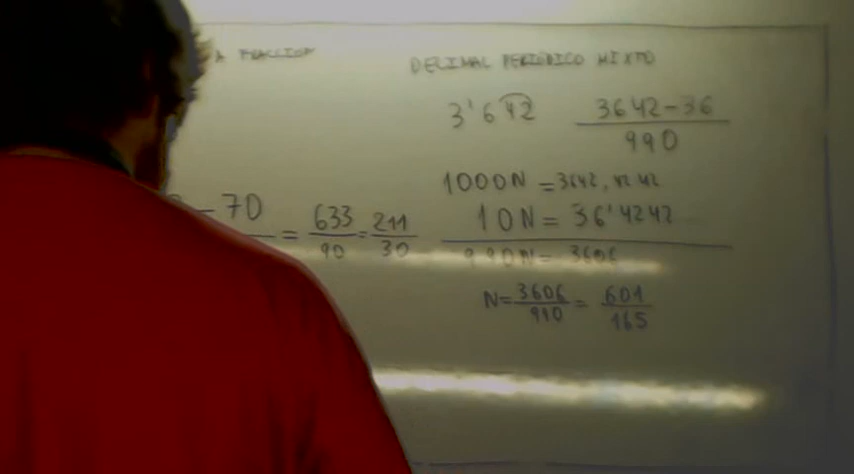 A FRACCION
DECIMAL PERIÓDICO MIXTO
3'642 3642-36
990
1000N = 3642,4242
- 70 = 633 = 211
90 30
10N = 36'4242
990N = 3606
N = 3606 = 601
990 165